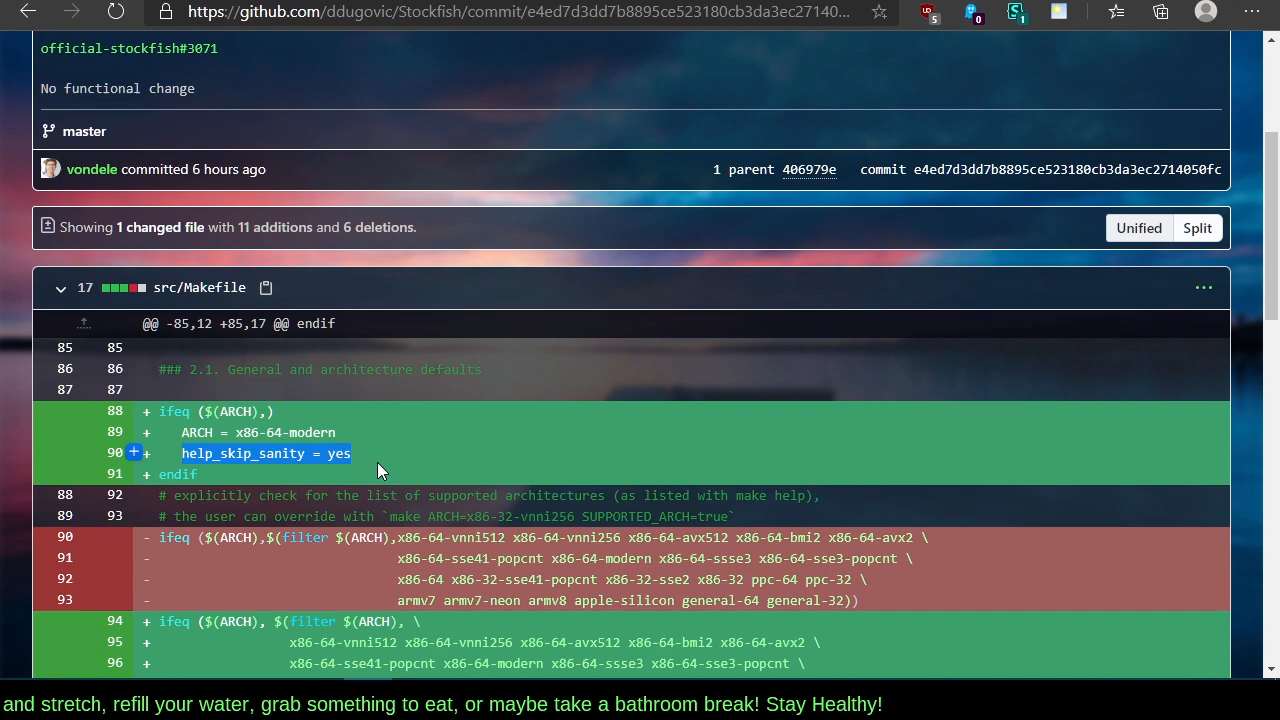 https://github.com/ddugovic/Stockfish/commit/e4ed7d3dd7b8895ce523180cb3da3ec27140...
5
0
1
official-stockfish#3071
No functional change
master
vondele committed 6 hours ago
1 parent 406979e commit e4ed7d3dd7b8895ce523180cb3da3ec2714050fc
Showing 1 changed file with 11 additions and 6 deletions.
Unified Split
17 src/Makefile
@@ -85,12 +85,17 @@ endif
85 85
86 86 ### 2.1. General and architecture defaults
87 87
88 + ifeq ($(ARCH),)
89 + ARCH = x86-64-modern
90 + help_skip_sanity = yes
91 + endif
88 92 # explicitly check for the list of supported architectures (as listed with make help),
89 93 # the user can override with `make ARCH=x86-32-vnni256 SUPPORTED_ARCH=true`
90 - ifeq ($(ARCH),$(filter $(ARCH),x86-64-vnni512 x86-64-vnni256 x86-64-avx512 x86-64-bmi2 x86-64-avx2 \
91 - x86-64-sse41-popcnt x86-64-modern x86-64-ssse3 x86-64-sse3-popcnt \
92 - x86-64 x86-32-sse41-popcnt x86-32-sse2 x86-32 ppc-64 ppc-32 \
93 - armv7 armv7-neon armv8 apple-silicon general-64 general-32))
94 + ifeq ($(ARCH), $(filter $(ARCH), \
95 + x86-64-vnni512 x86-64-vnni256 x86-64-avx512 x86-64-bmi2 x86-64-avx2 \
96 + x86-64-sse41-popcnt x86-64-modern x86-64-ssse3 x86-64-sse3-popcnt \
and stretch, refill your water, grab something to eat, or maybe take a bathroom break! Stay Healthy!